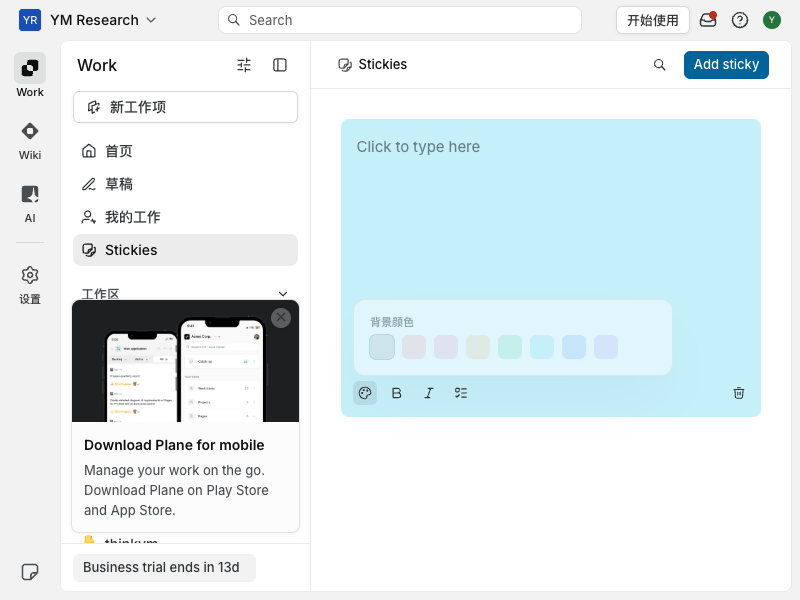 YR YM Research
Search
开始使用
Y
Work
Wiki
AI
设置
Work
新工作项
首页
草稿
我的工作
Stickies
工作区
Download Plane for mobile
Manage your work on the go.
Download Plane on Play Store
and App Store.
thinkym
Business trial ends in 13d
Stickies
Add sticky
Click to type here
背景颜色
B